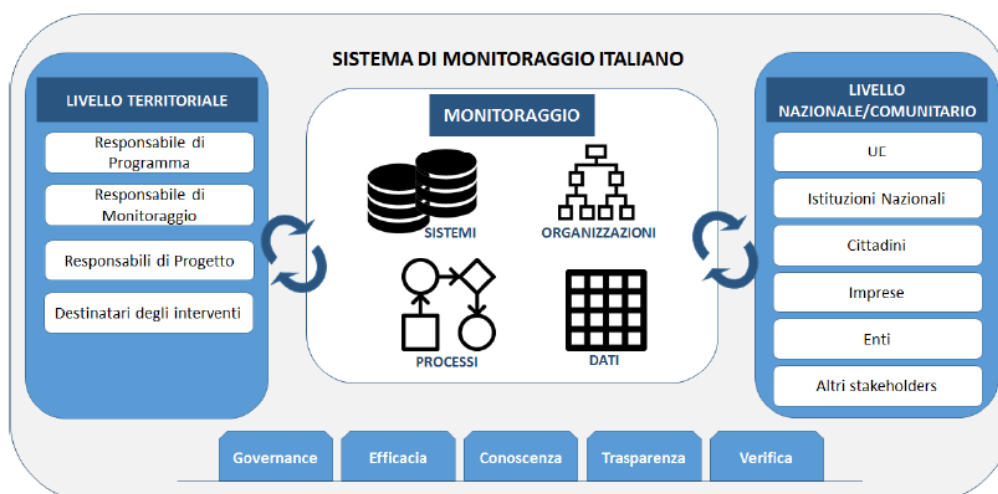 SISTEMA DI MONITORAGGIO ITALIANO
LIVELLO TERRITORIALE
Responsabile di
Programma
Responsabile di
Monitoraggio
Responsabili di Progetto
Destinatari degli interventi
MONITORAGGIO
SISTEMI
ORGANIZZAZIONI
PROCESSI
DATI
LIVELLO
NAZIONALE/COMUNITARIO
UE
Istituzioni Nazionali
Cittadini
Imprese
Enti
Altri stakeholders
Governance
Efficacia
Conoscenza
Trasparenza
Verifica